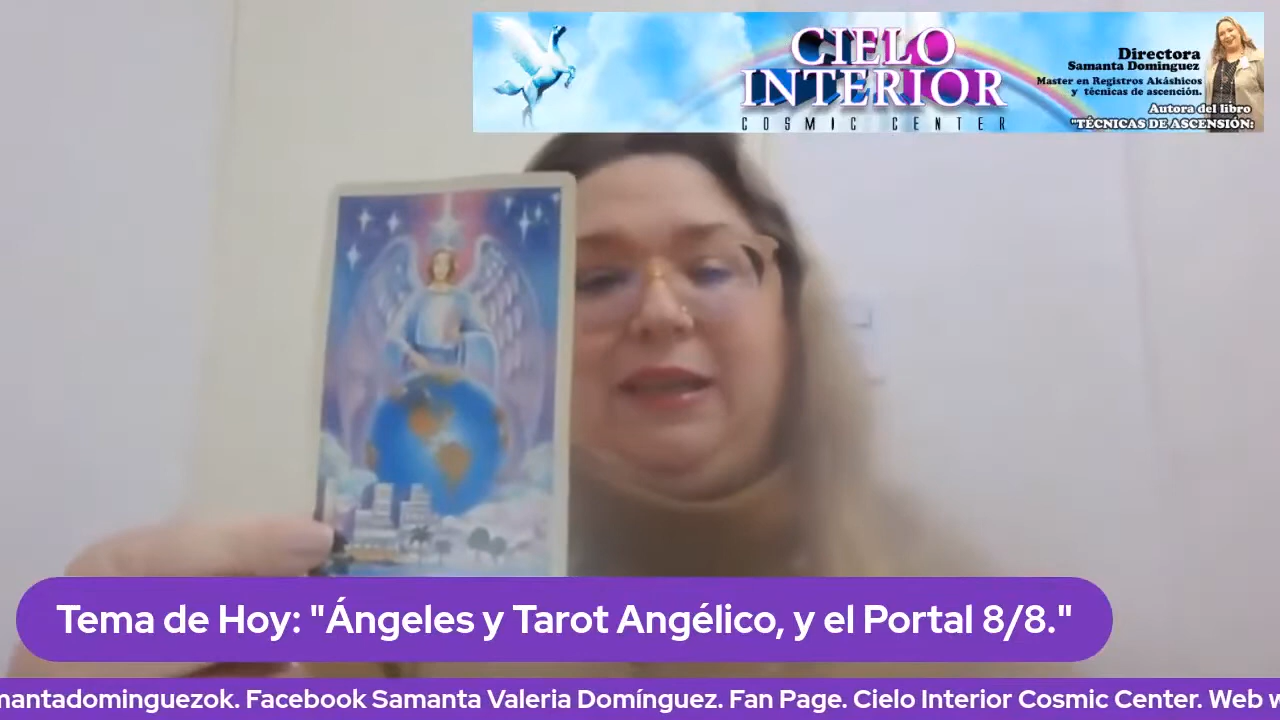 CIELO
INTERIOR
COSMIC CENTER
Directora
Samanta Dominguez
Master en Registros Akáshicos
y técnicas de ascención.
Autora del libro
"TÉCNICAS DE ASCENSIÓN:
Tema de Hoy: "Ángeles y Tarot Angélico, y el Portal 8/8."
mantadominguezok. Facebook Samanta Valeria Domínguez. Fan Page. Cielo Interior Cosmic Center. Web w